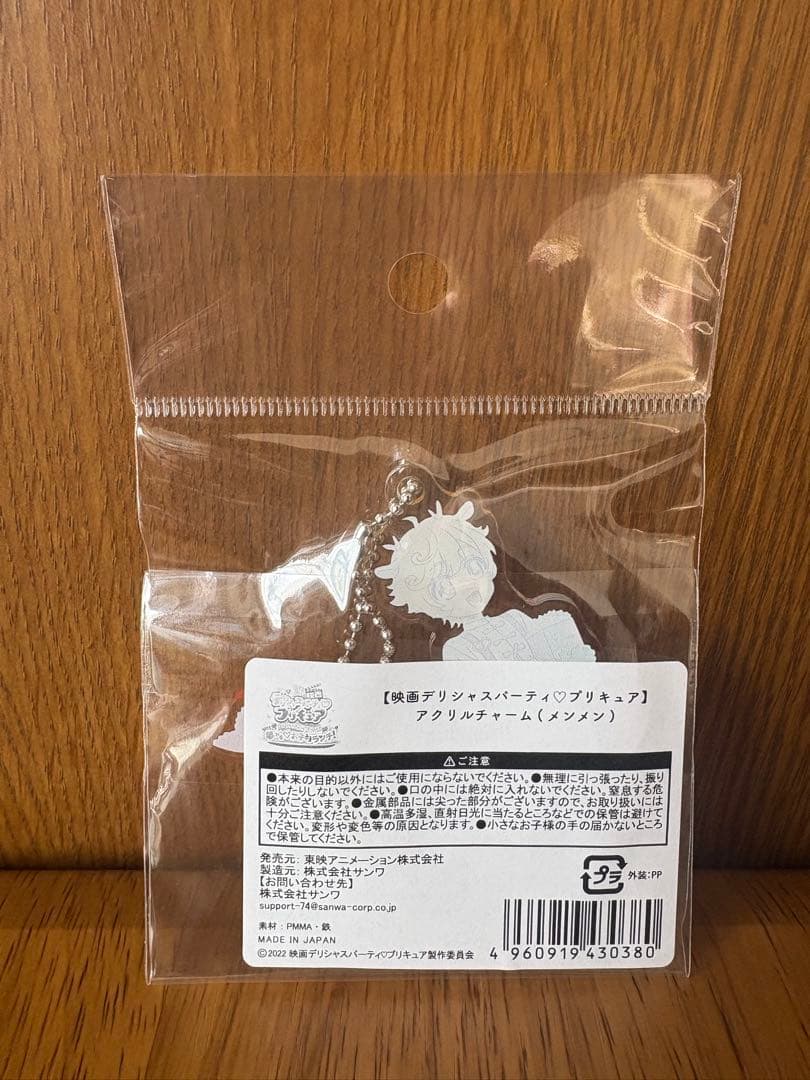 プリキュア
【映画デリシャスパーティ♡プリキュア】
アクリルチャーム(メンメン)
⚠ご注意
●本来の目的以外にはご使用にならないでください。●無理に引っ張ったり、振り
回したりしないでください。●口の中には絶対に入れないでください。窒息する危
険がございます。●金属部品には尖った部分がございますので、お取り扱いには
十分ご注意ください。●高温多湿、直射日光に当たるところなどでの保管は避けて
ください。変形や変色等の原因となります。●小さなお子様の手の届かないところ
で保管してください。
発売元: 東映アニメーション株式会社
製造元: 株式会社サンワ
【お問い合わせ先】
株式会社サンワ
support-74@sanwa-corp.co.jp
プラ 外装:PP
素材:PMMA・鉄
MADE IN JAPAN
©2022 映画デリシャスパーティ♡プリキュア製作委員会
4 960919 430380